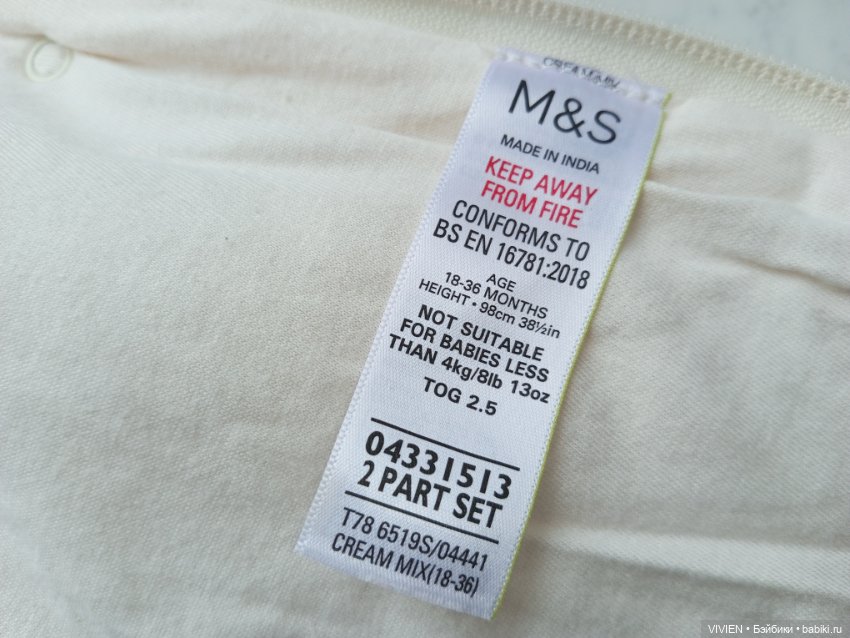 M&S
MADE IN INDIA
KEEP AWAY
FROM FIRE
CONFORMS TO
BS EN 16781:2018
AGE
18-36 MONTHS
HEIGHT • 98cm 38½in
NOT SUITABLE
FOR BABIES LESS
THAN 4kg/8lb 13oz
TOG 2.5
04331513
2 PART SET
T78 6519S/04441
CREAM MIX(18-36)
VIVIEN • Бэйбики • babiki.ru